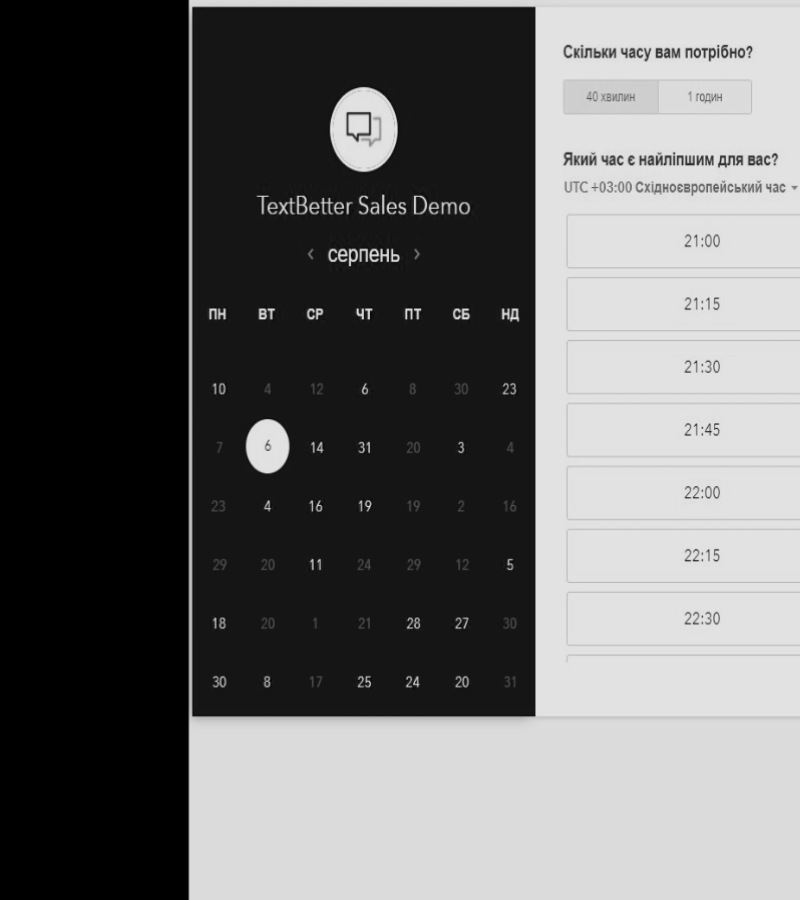 TextBetter Sales Demo
‹ серпень ›
ПН ВТ СР ЧТ ПТ СБ НД
10 4 12 6 8 30 23
7 6 14 31 20 3 4
23 4 16 19 19 2 16
29 20 11 24 29 12 5
18 20 1 21 28 27 30
30 8 17 25 24 20 31
Скільки часу вам потрібно?
40 хвилин 1 годин
Який час є найліпшим для вас?
UTC +03:00 Східноєвропейський час
21:00
21:15
21:30
21:45
22:00
22:15
22:30